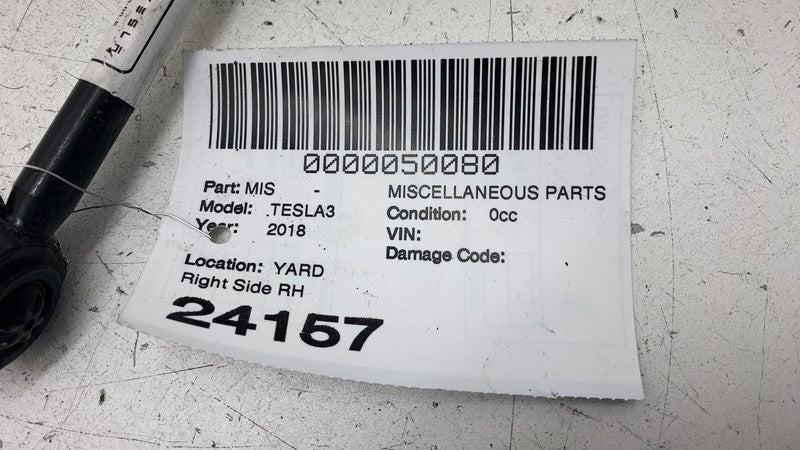 TESLA
0000050080
Part: MIS - MISCELLANEOUS PARTS
Model: TESLA3 Condition: 0cc
Year: 2018 VIN:
Damage Code:
Location: YARD
Right Side RH
24157